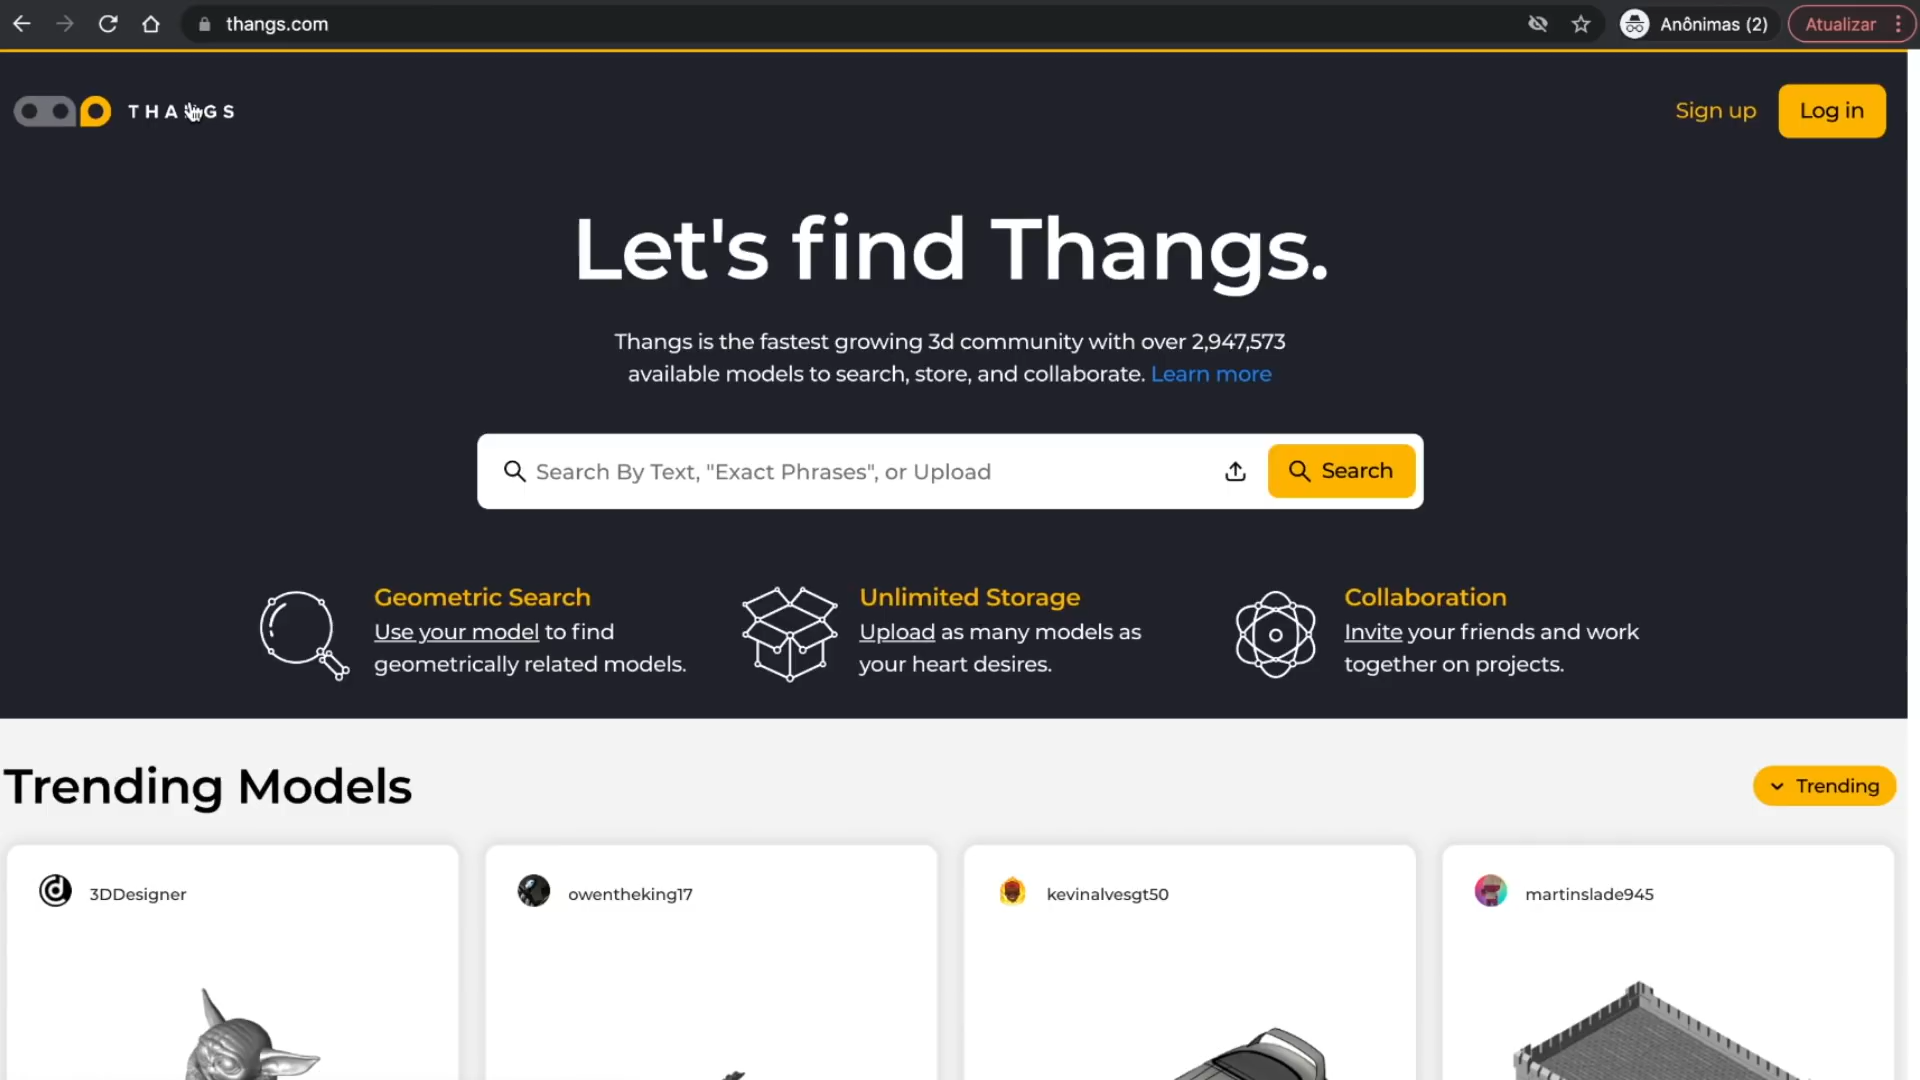 thangs.com
Anônimas (2)
Atualizar
THANGS
Sign up
Log in
Let's find Thangs.
Thangs is the fastest growing 3d community with over 2,947,573
available models to search, store, and collaborate. Learn more
Search By Text, "Exact Phrases", or Upload
Search
Geometric Search
Use your model to find
geometrically related models.
Unlimited Storage
Upload as many models as
your heart desires.
Collaboration
Invite your friends and work
together on projects.
Trending Models
Trending
3DDesigner
owentheking17
kevinalvesgt50
martinslade945